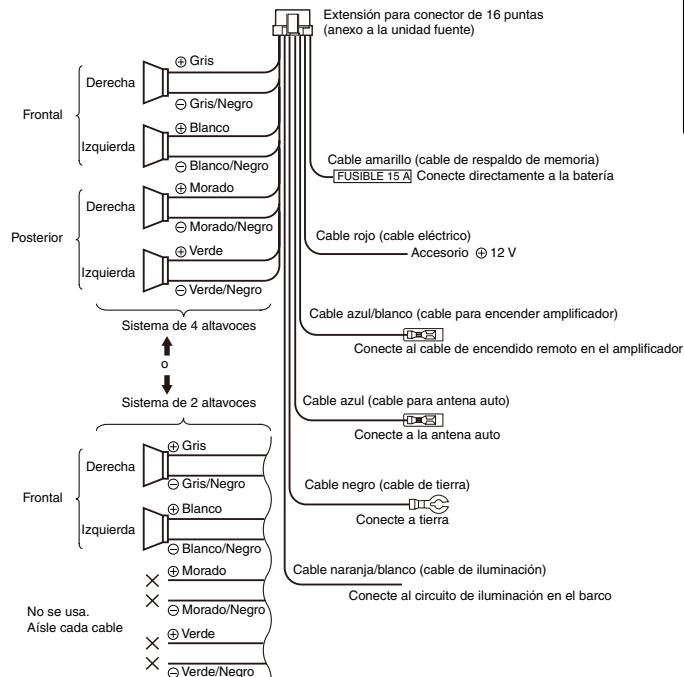 Extensión para conector de 16 puntas
(anexo a la unidad fuente)
⊕ Gris
Derecha
⊖ Gris/Negro
Frontal
⊕ Blanco
Izquierda
⊖ Blanco/Negro
⊕ Morado
Derecha
⊖ Morado/Negro
Posterior
⊕ Verde
Izquierda
⊖ Verde/Negro
Sistema de 4 altavoces
o
Sistema de 2 altavoces
⊕ Gris
Derecha
⊖ Gris/Negro
Frontal
⊕ Blanco
Izquierda
⊖ Blanco/Negro
⊕ Morado
⊖ Morado/Negro
No se usa.
Aísle cada cable
⊕ Verde
⊖ Verde/Negro
Cable amarillo (cable de respaldo de memoria)
FUSIBLE 15 A Conecte directamente a la batería
Cable rojo (cable eléctrico)
Accesorio ⊕ 12 V
Cable azul/blanco (cable para encender amplificador)
Conecte al cable de encendido remoto en el amplificador
Cable azul (cable para antena auto)
Conecte a la antena auto
Cable negro (cable de tierra)
Conecte a tierra
Cable naranja/blanco (cable de iluminación)
Conecte al circuito de iluminación en el barco